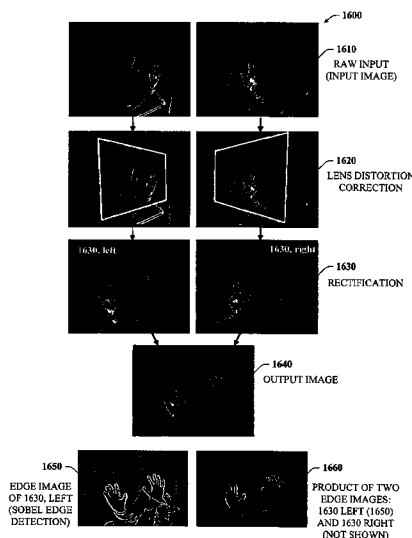 1600
1610
RAW INPUT
(INPUT IMAGE)
1620
LENS DISTORTION
CORRECTION
1630, left
1630, right
1630
RECTIFICATION
1640
OUTPUT IMAGE
1650
EDGE IMAGE
OF 1630, LEFT
(SOBEL EDGE
DETECTION)
1660
PRODUCT OF TWO
EDGE IMAGES:
1630 LEFT (1650)
AND 1630 RIGHT
(NOT SHOWN)